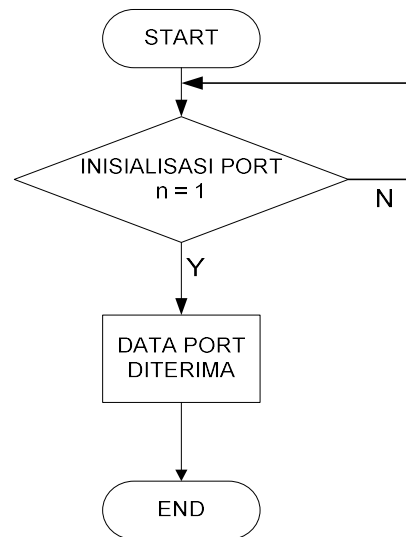 START
INISIALISASI PORT
n = 1
N
Y
DATA PORT
DITERIMA
END